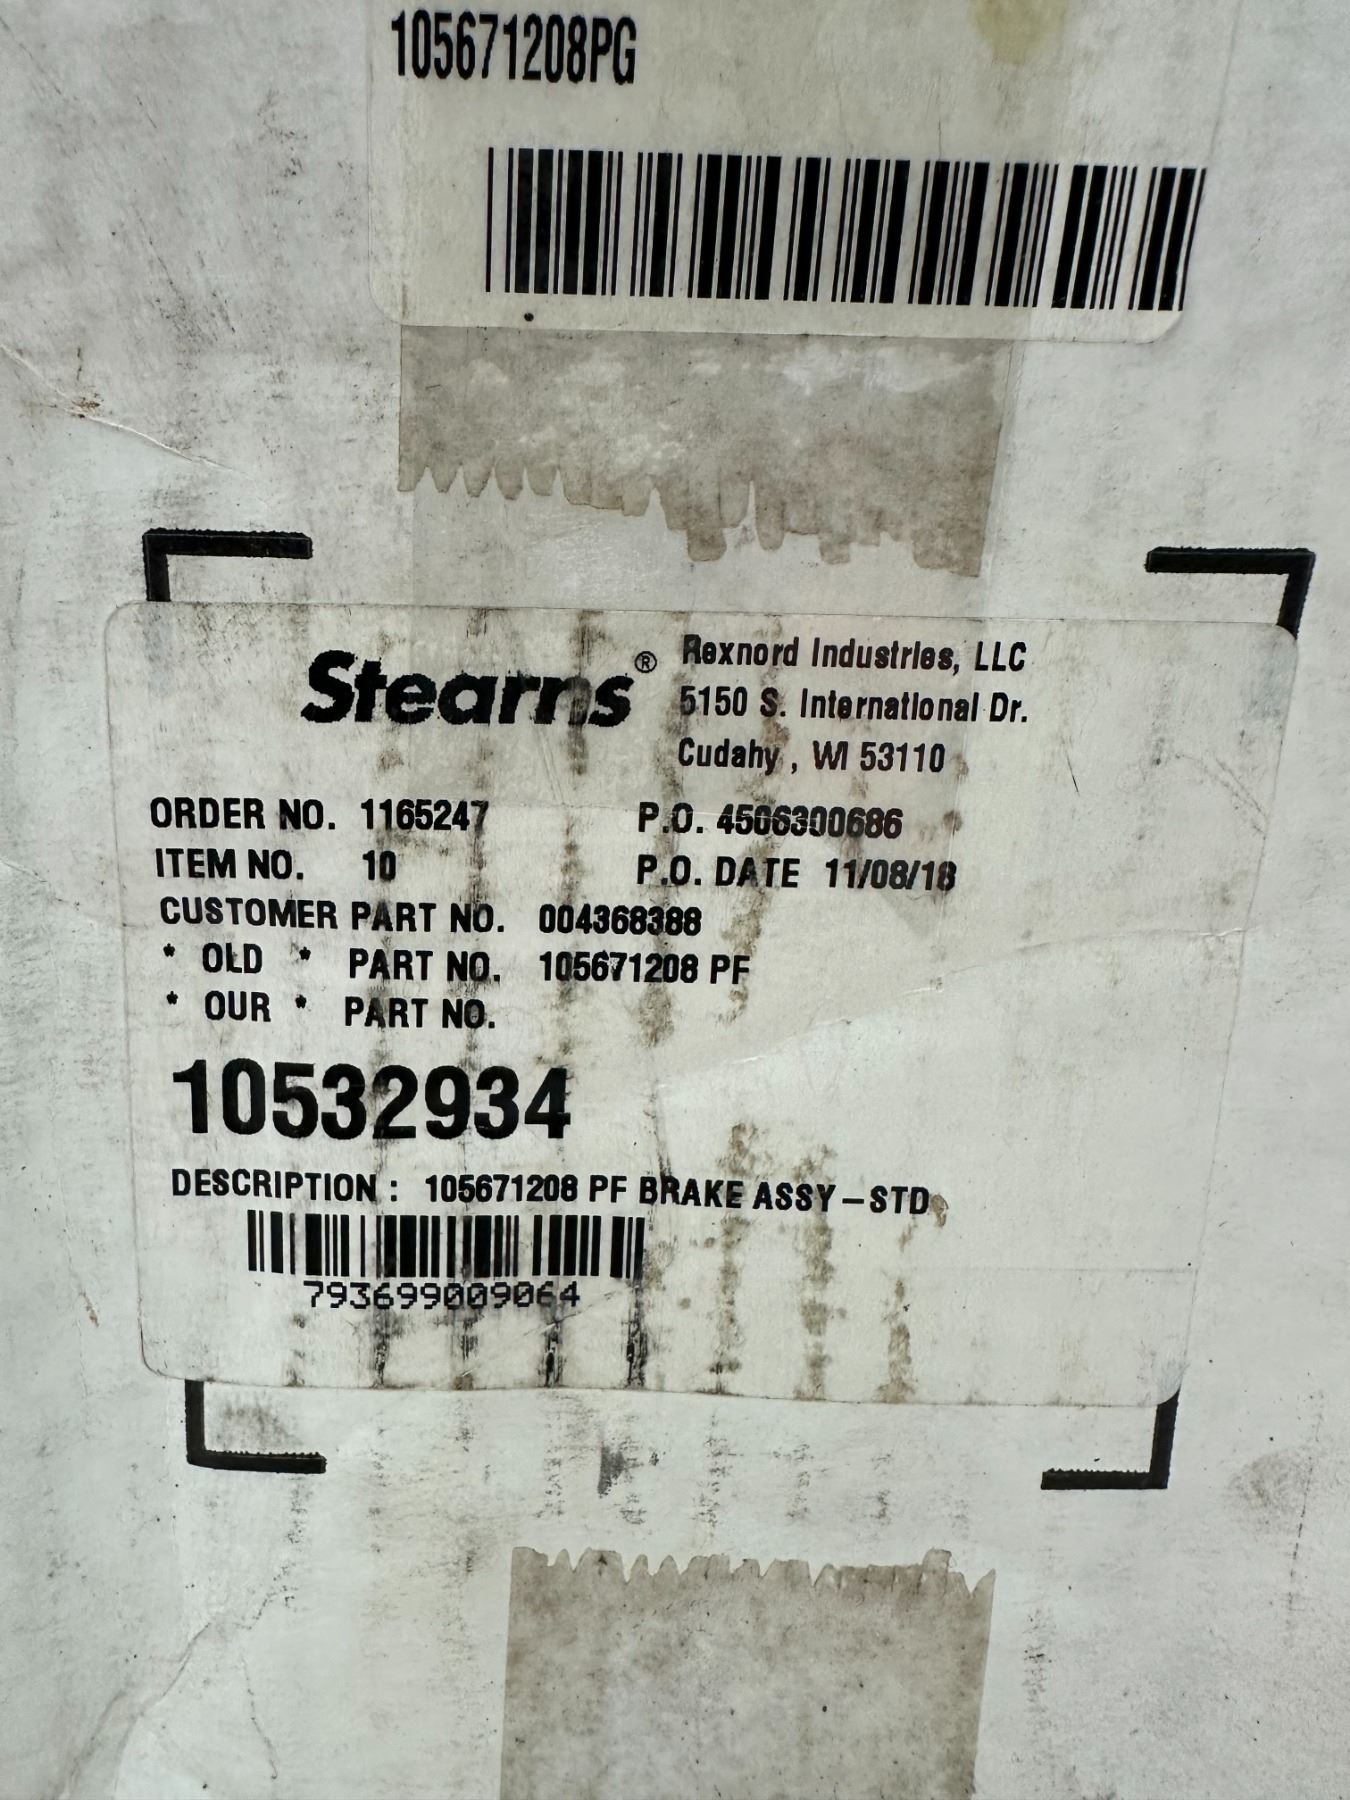 105671208PG
Stearns®
Rexnord Industries, LLC
5150 S. International Dr.
Cudahy , WI 53110
ORDER NO. 1165247 P.O. 4506300686
ITEM NO. 10 P.O. DATE 11/08/18
CUSTOMER PART NO. 004368388
* OLD * PART NO. 105671208 PF
* OUR * PART NO.
10532934
DESCRIPTION : 105671208 PF BRAKE ASSY-STD
793699009064